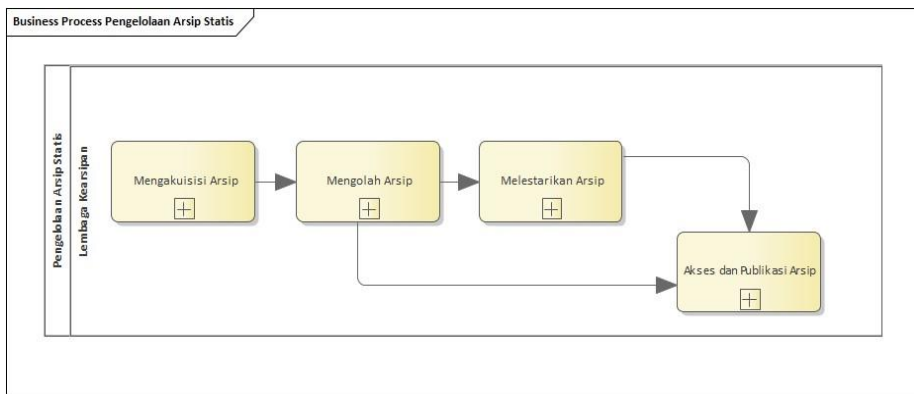 Business Process Pengelolaan Arsip Statis
Pengelolaan Arsip Statis
Lembaga Kearsipan
Mengakuisisi Arsip
Mengolah Arsip
Melestarikan Arsip
Akses dan Publikasi Arsip